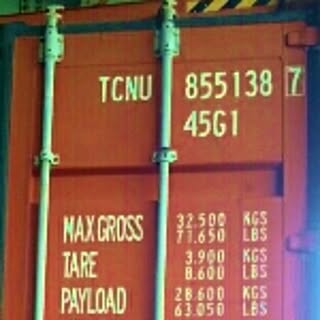 TCNU 855138 7
45G1
MAX GROSS 32.500 KGS
71.650 LBS
TARE 3.900 KGS
8.600 LBS
PAYLOAD 28.600 KGS
63.050 LBS